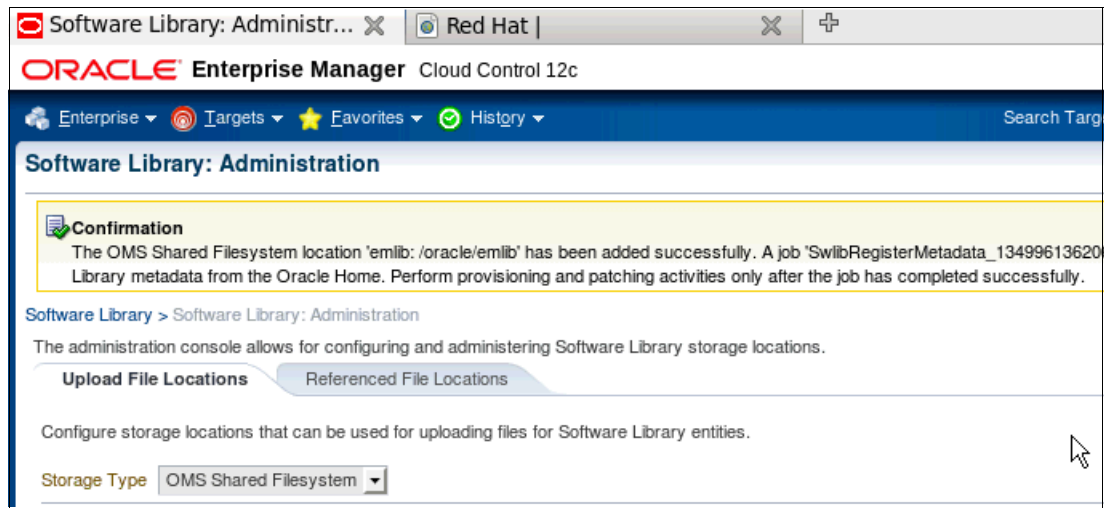 Software Library: Administr...
Red Hat |
ORACLE Enterprise Manager Cloud Control 12c
Enterprise Targets Favorites History Search Targ
Software Library: Administration
Confirmation
The OMS Shared Filesystem location 'emlib: /oracle/emlib' has been added successfully. A job 'SwlibRegisterMetadata_134996136200
Library metadata from the Oracle Home. Perform provisioning and patching activities only after the job has completed successfully.
Software Library > Software Library: Administration
The administration console allows for configuring and administering Software Library storage locations.
Upload File Locations Referenced File Locations
Configure storage locations that can be used for uploading files for Software Library entities.
Storage Type OMS Shared Filesystem